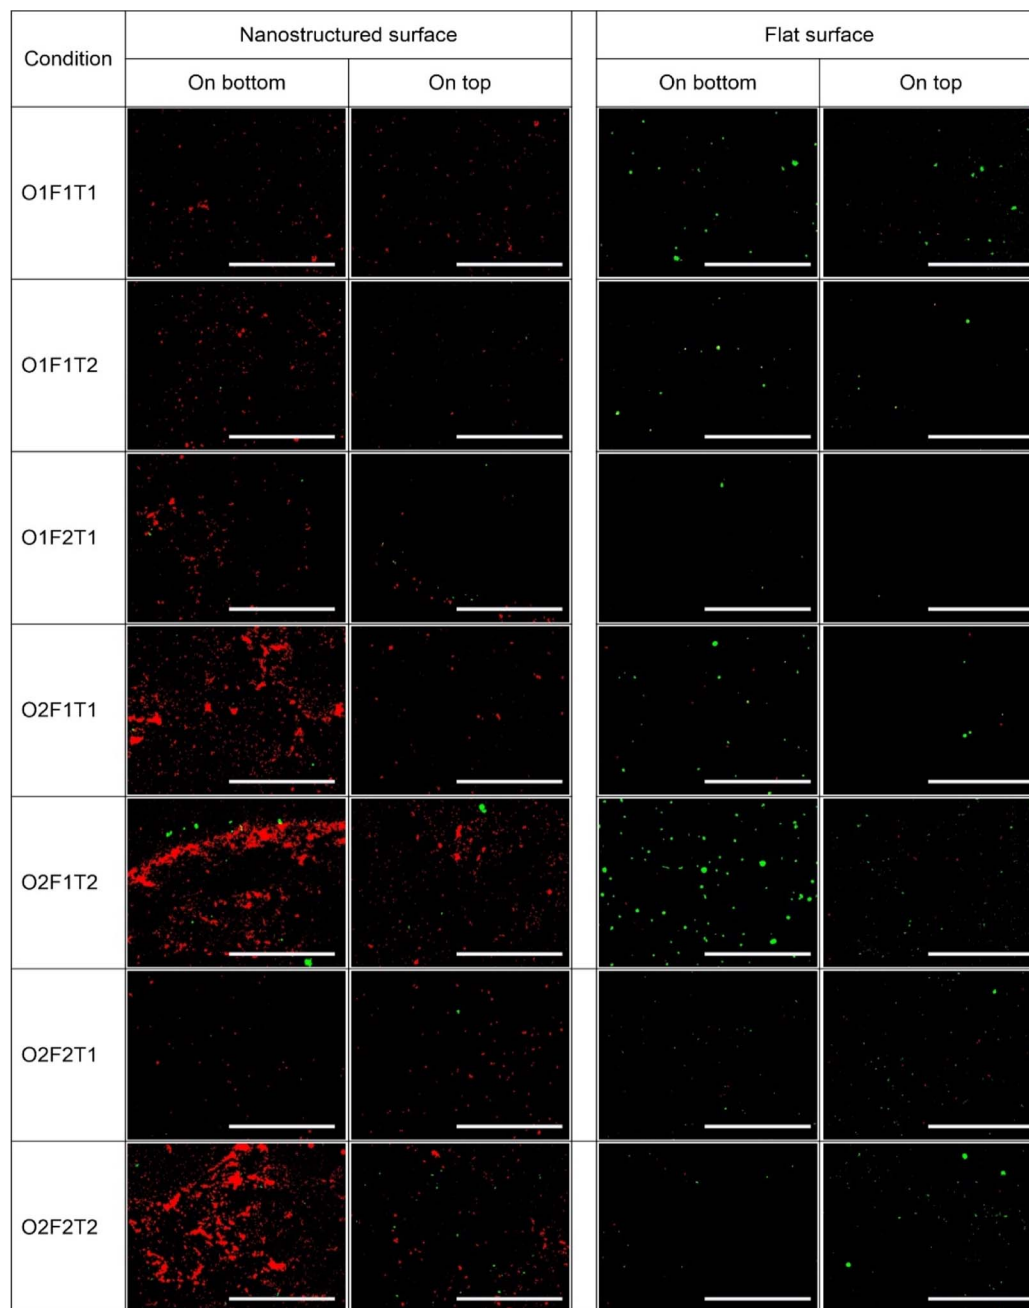 Condition
Nanostructured surface
Flat surface
On bottom
On top
On bottom
On top
O1F1T1
O1F1T2
O1F2T1
O2F1T1
O2F1T2
O2F2T1
O2F2T2